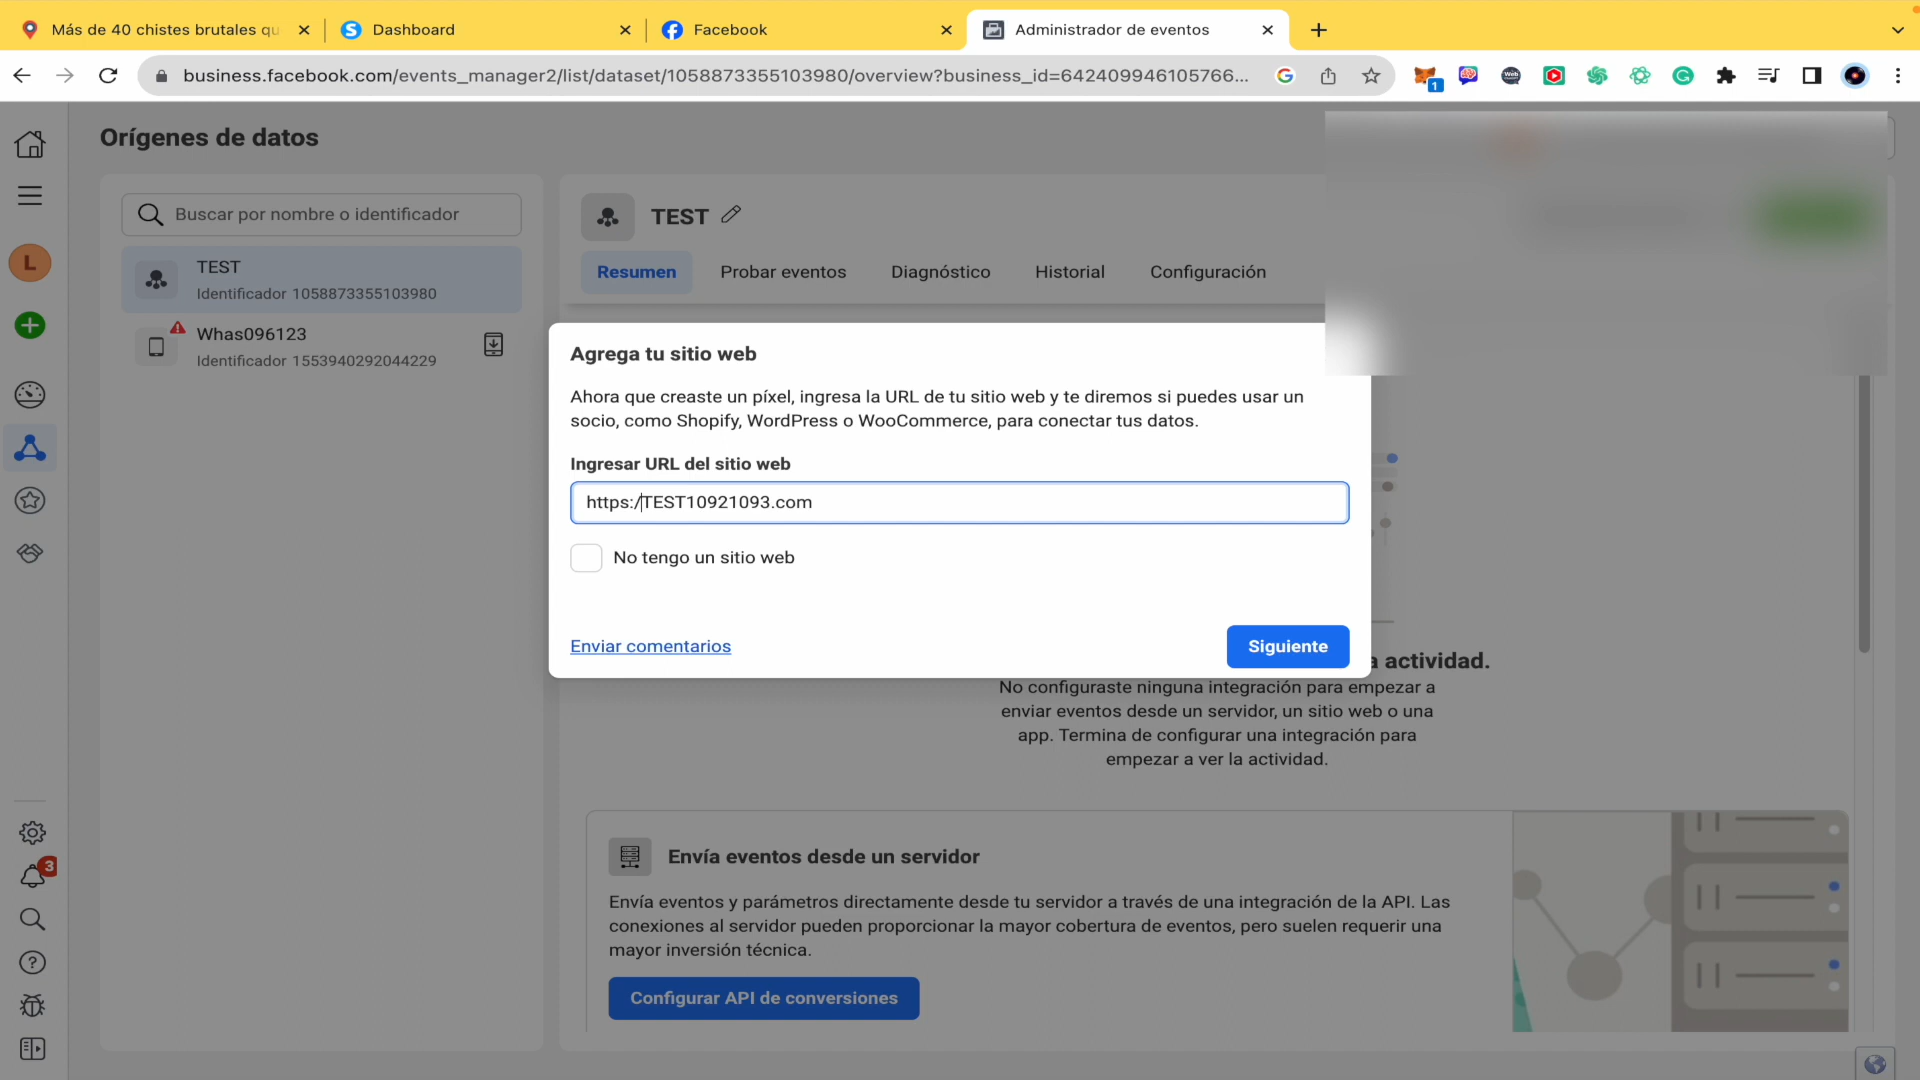 Más de 40 chistes brutales qu
Dashboard
Facebook
Administrador de eventos
business.facebook.com/events_manager2/list/dataset/1058873355103980/overview?business_id=642409946105766...
1
Orígenes de datos
Buscar por nombre o identificador
TEST
Identificador 1058873355103980
Whas096123
Identificador 1553940292044229
L
3
TEST
Resumen
Probar eventos
Diagnóstico
Historial
Configuración
Agrega tu sitio web
Ahora que creaste un píxel, ingresa la URL de tu sitio web y te diremos si puedes usar un
socio, como Shopify, WordPress o WooCommerce, para conectar tus datos.
Ingresar URL del sitio web
https:/TEST10921093.com
No tengo un sitio web
Enviar comentarios
Siguiente
a actividad.
No configuraste ninguna integración para empezar a
enviar eventos desde un servidor, un sitio web o una
app. Termina de configurar una integración para
empezar a ver la actividad.
Envía eventos desde un servidor
Envía eventos y parámetros directamente desde tu servidor a través de una integración de la API. Las
conexiones al servidor pueden proporcionar la mayor cobertura de eventos, pero suelen requerir una
mayor inversión técnica.
Configurar API de conversiones